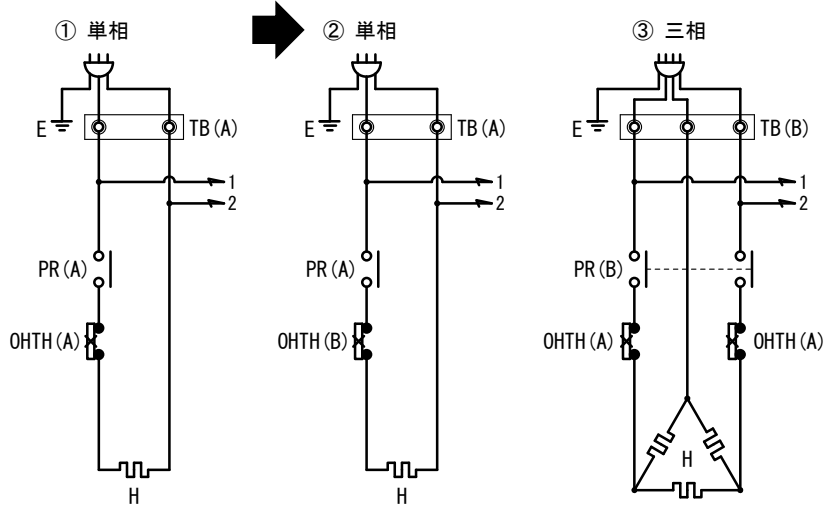 ① 単相
② 単相
③ 三相
E
TB(A)
E
TB(A)
E
TB(B)
1
2
1
2
1
2
PR(A)
PR(A)
PR(B)
OHTH(A)
OHTH(B)
OHTH(A)
OHTH(A)
H
H
H